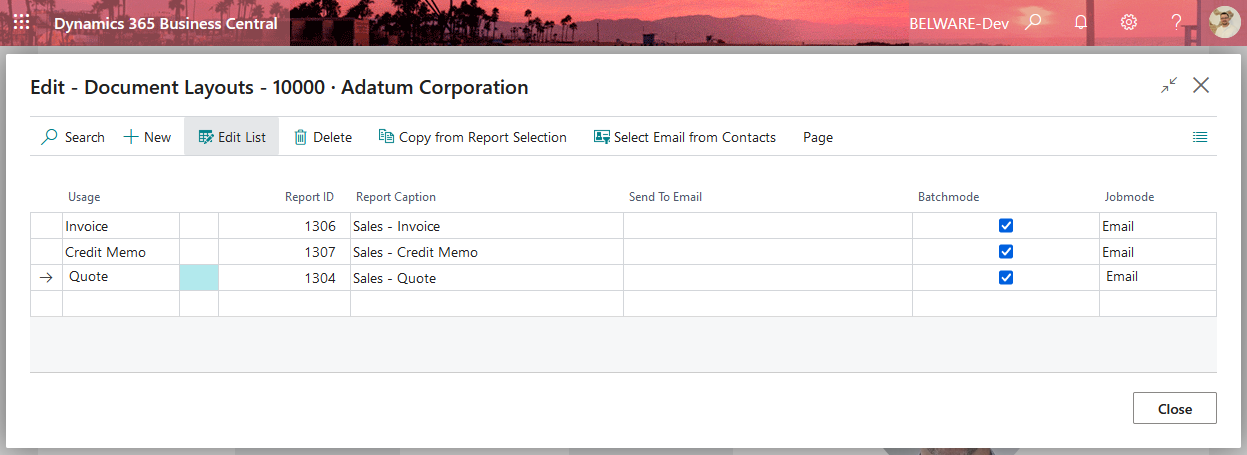 Dynamics 365 Business Central BELWARE-Dev
Edit - Document Layouts - 10000 · Adatum Corporation
Search New Edit List Delete Copy from Report Selection Select Email from Contacts Page
Usage Report ID Report Caption Send To Email Batchmode Jobmode
Invoice 1306 Sales - Invoice Email
Credit Memo 1307 Sales - Credit Memo Email
Quote 1304 Sales - Quote Email
Close